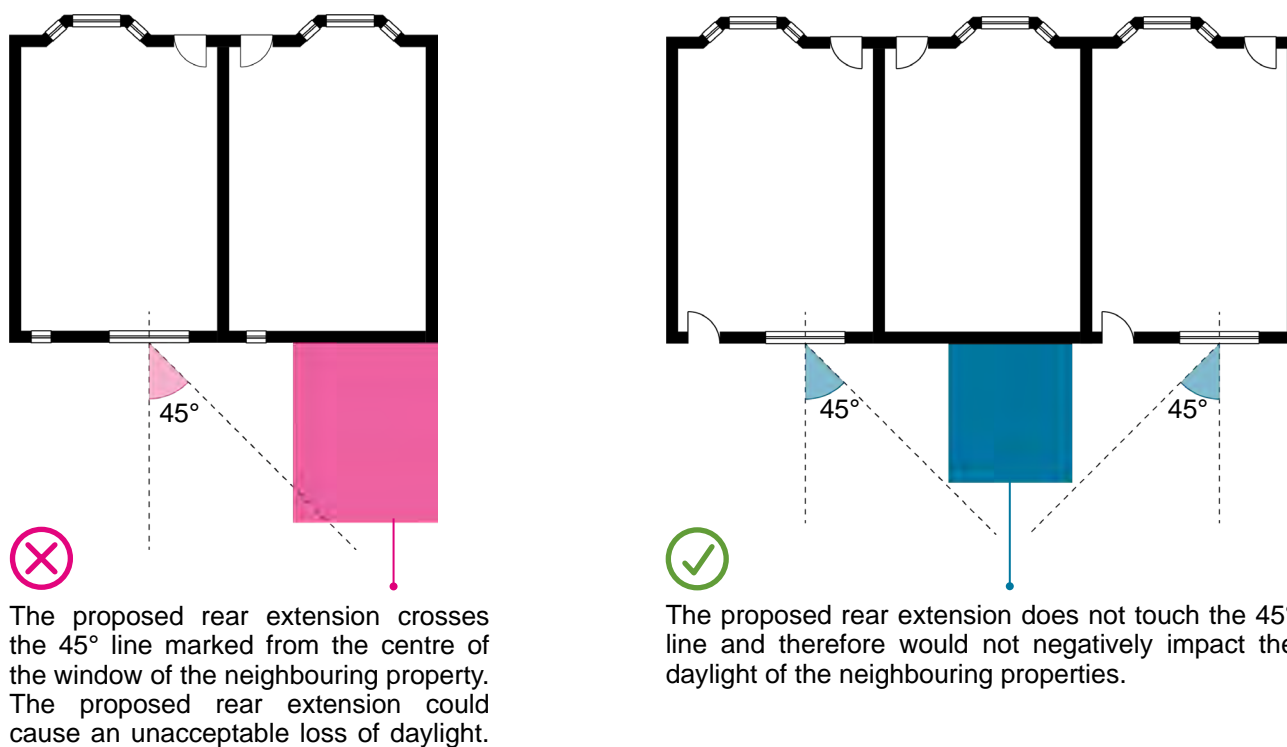 45°
45°
45°
The proposed rear extension crosses
the 45° line marked from the centre of
the window of the neighbouring property.
The proposed rear extension could
cause an unacceptable loss of daylight.
The proposed rear extension does not touch the 45°
line and therefore would not negatively impact the
daylight of the neighbouring properties.